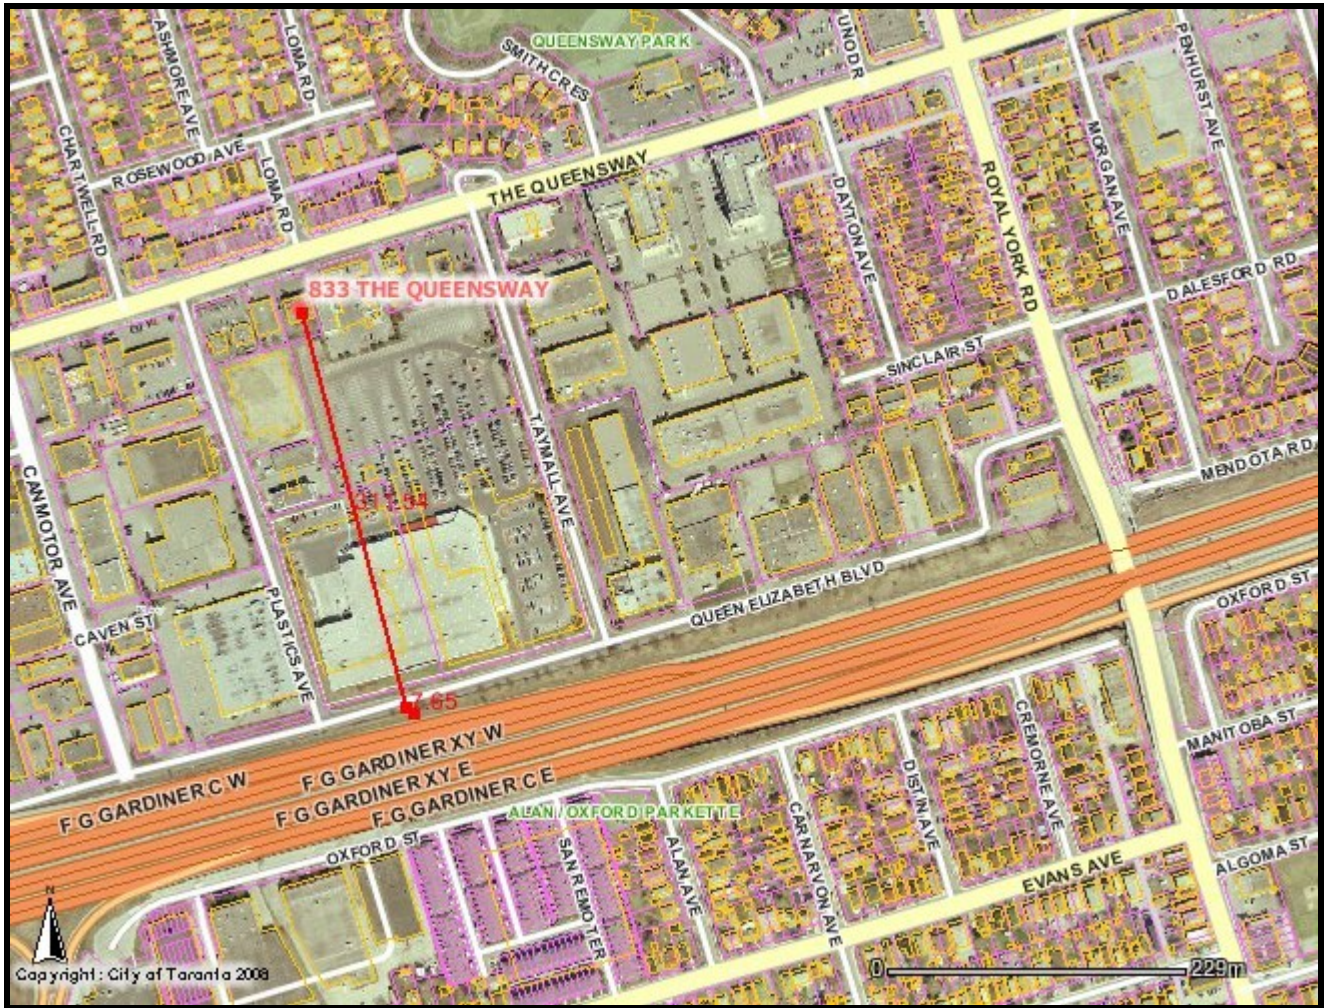 QUEENSWAY PARK
SMITH CRES
ASHMORE AVE
LOMA RD
CHARTWELL RD
ROSEWOOD AVE
LOMA RD
THE QUEENSWAY
DAYTON AVE
ROYAL YORK RD
MORGAN AVE
PENHURST AVE
DALESFORD RD
833 THE QUEENSWAY
SINCLAIR ST
TAYMALL AVE
MENDOTA RD
CANMOTOR AVE
PLASTICS AVE
CAVEN ST
QUEEN ELIZABETH BLVD
OXFORD ST
7.65
F G GARDINER XY W
F G GARDINER C W
F G GARDINER XY E
F G GARDINER C E
MANITOBA ST
CREMORNE AVE
DISTIN AVE
ALAN / OXFORD PARKETTE
CARNARVON AVE
OXFORD ST
SAN REMO TER
ALAN AVE
EVANS AVE
ALGOMA ST
N
Copyright: City of Toronto 2008
0 229m